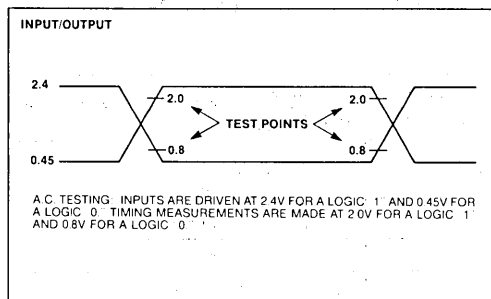 INPUT/OUTPUT
2.4
2.0
2.0
TEST POINTS
0.8
0.8
0.45
A.C. TESTING: INPUTS ARE DRIVEN AT 2.4V FOR A LOGIC 1 AND 0.45V FOR
A LOGIC 0. TIMING MEASUREMENTS ARE MADE AT 2.0V FOR A LOGIC 1
AND 0.8V FOR A LOGIC 0